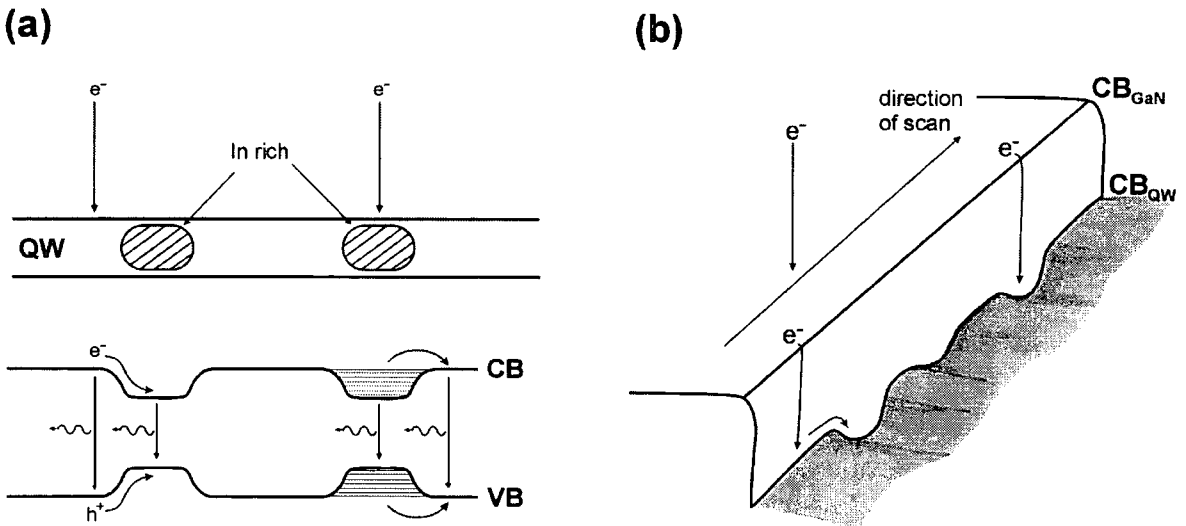 (a)
e⁻ e⁻
In rich
QW
e⁻
CB
VB
h⁺
(b)
direction
of scan
CB_GaN
e⁻
e⁻
CB_QW
e⁻